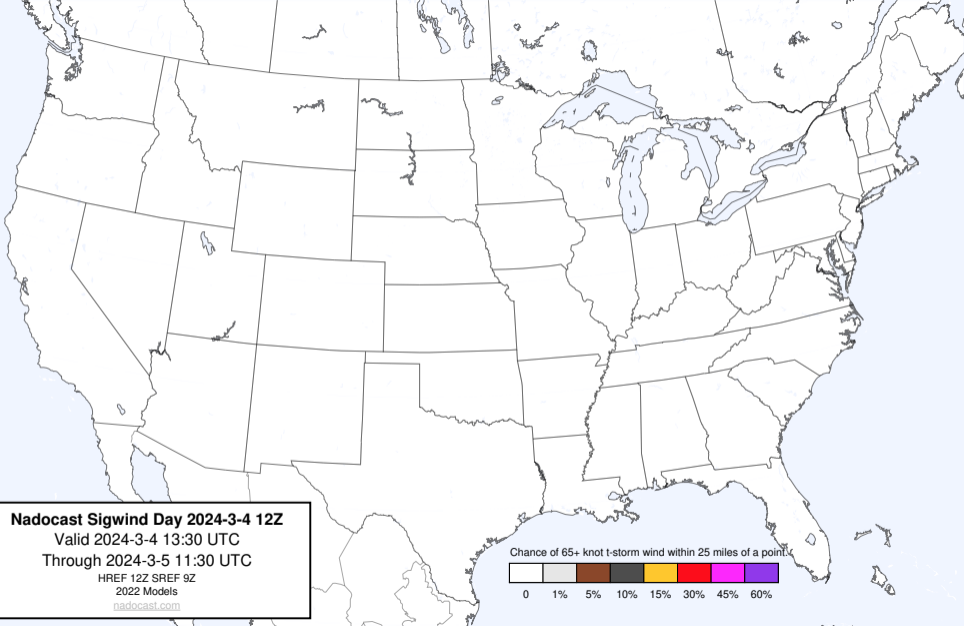 Nadocast Sigwind Day 2024-3-4 12Z
Valid 2024-3-4 13:30 UTC
Through 2024-3-5 11:30 UTC
HREF 12Z SREF 9Z
2022 Models
nadocast.com
Chance of 65+ knot t-storm wind within 25 miles of a point.
0 1% 5% 10% 15% 30% 45% 60%